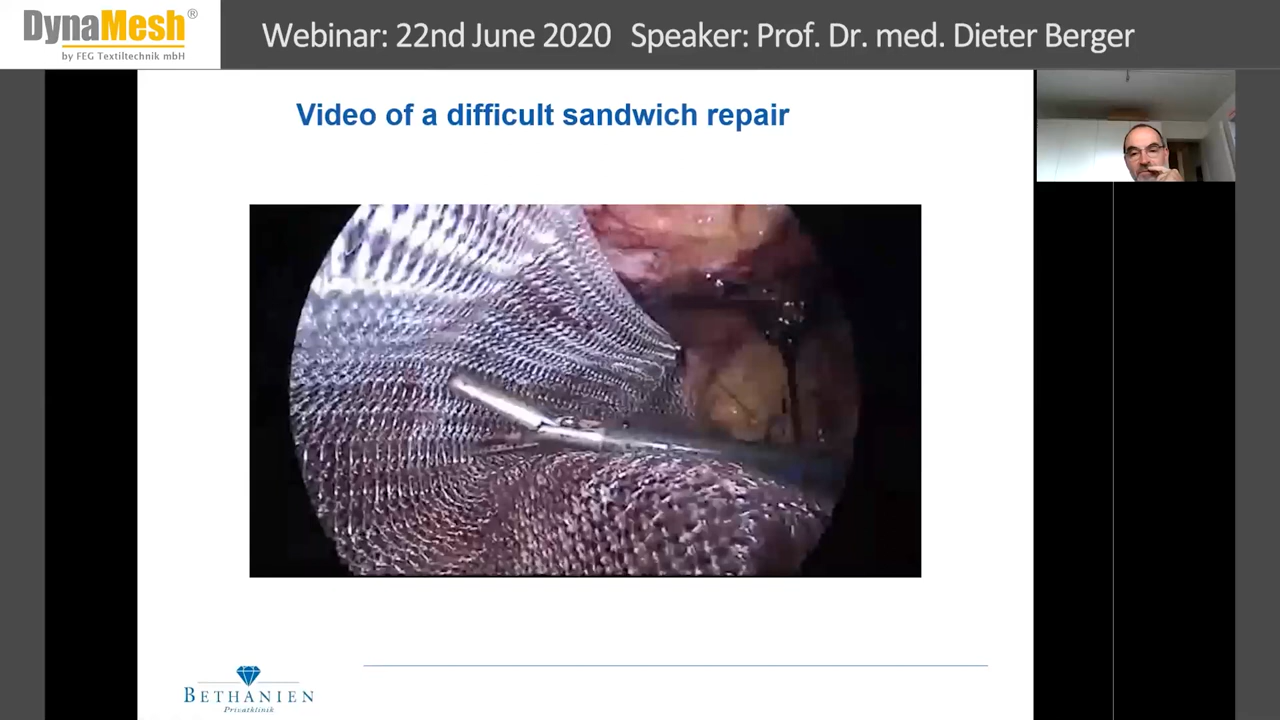 DynaMesh®
by FEG Textiltechnik mbH
Webinar: 22nd June 2020 Speaker: Prof. Dr. med. Dieter Berger
Video of a difficult sandwich repair
BETHANIEN
Privatklinik